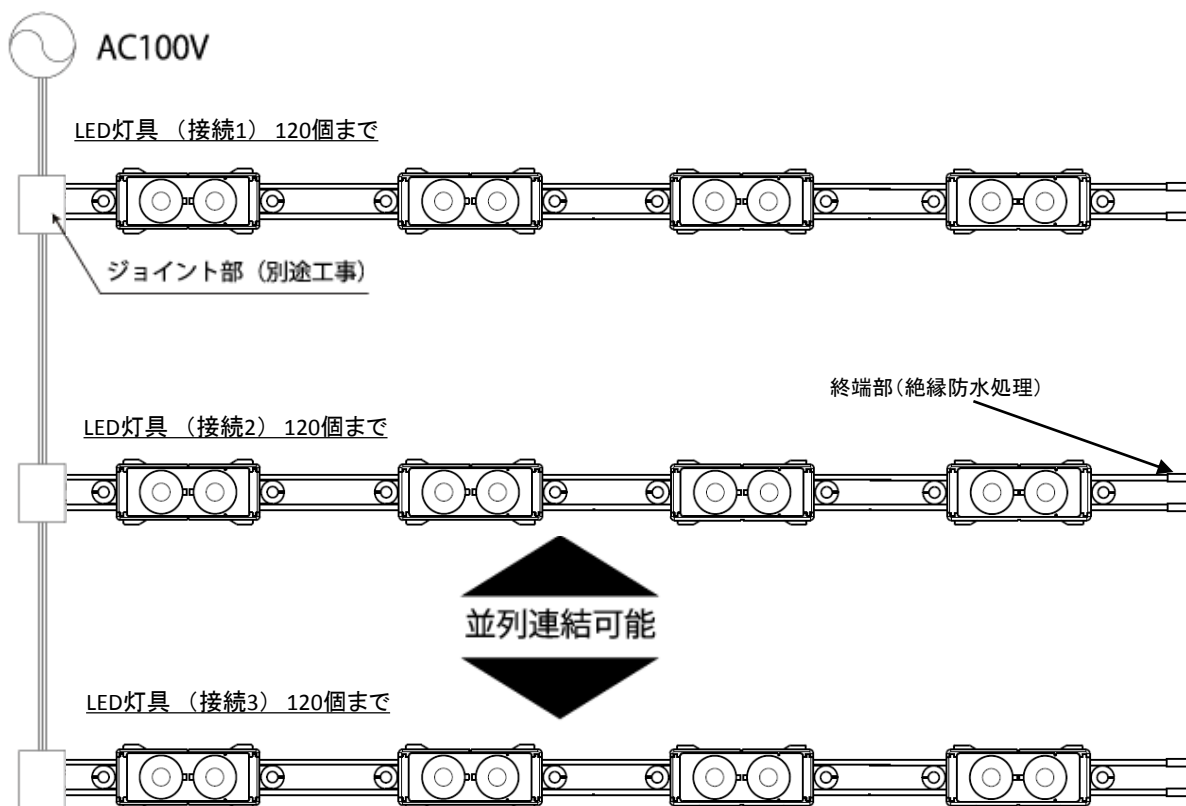 AC100V
LED灯具 (接続1) 120個まで
ジョイント部(別途工事)
終端部(絶縁防水処理)
LED灯具 (接続2) 120個まで
並列連結可能
LED灯具 (接続3) 120個まで